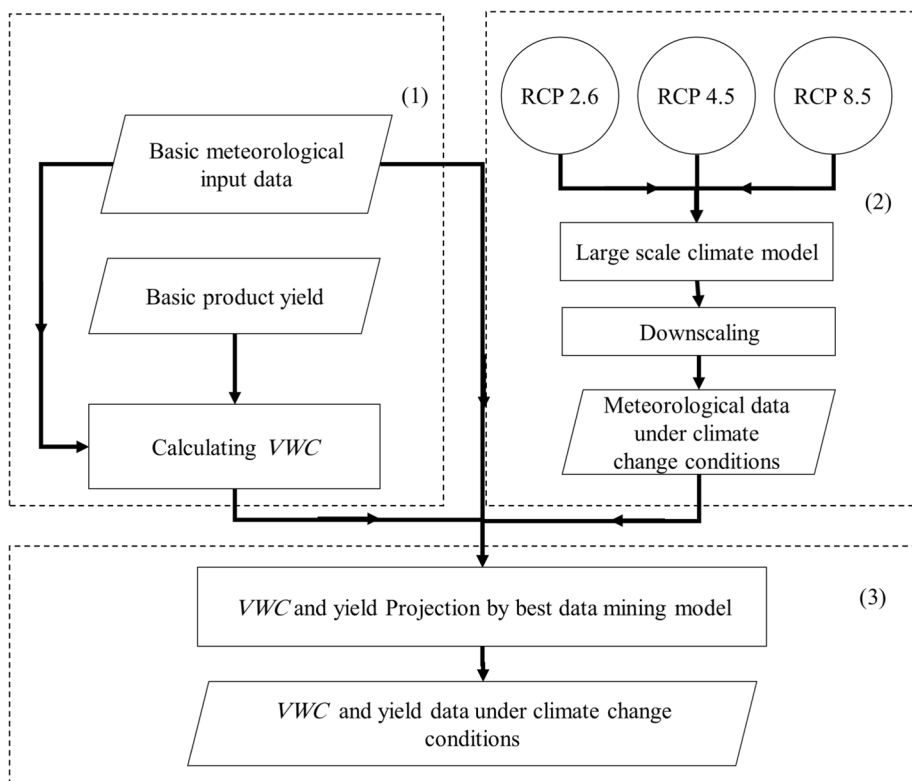 (1)
Basic meteorological
input data
Basic product yield
Calculating VWC
RCP 2.6
RCP 4.5
RCP 8.5
(2)
Large scale climate model
Downscaling
Meteorological data
under climate
change conditions
(3)
VWC and yield Projection by best data mining model
VWC and yield data under climate change
conditions